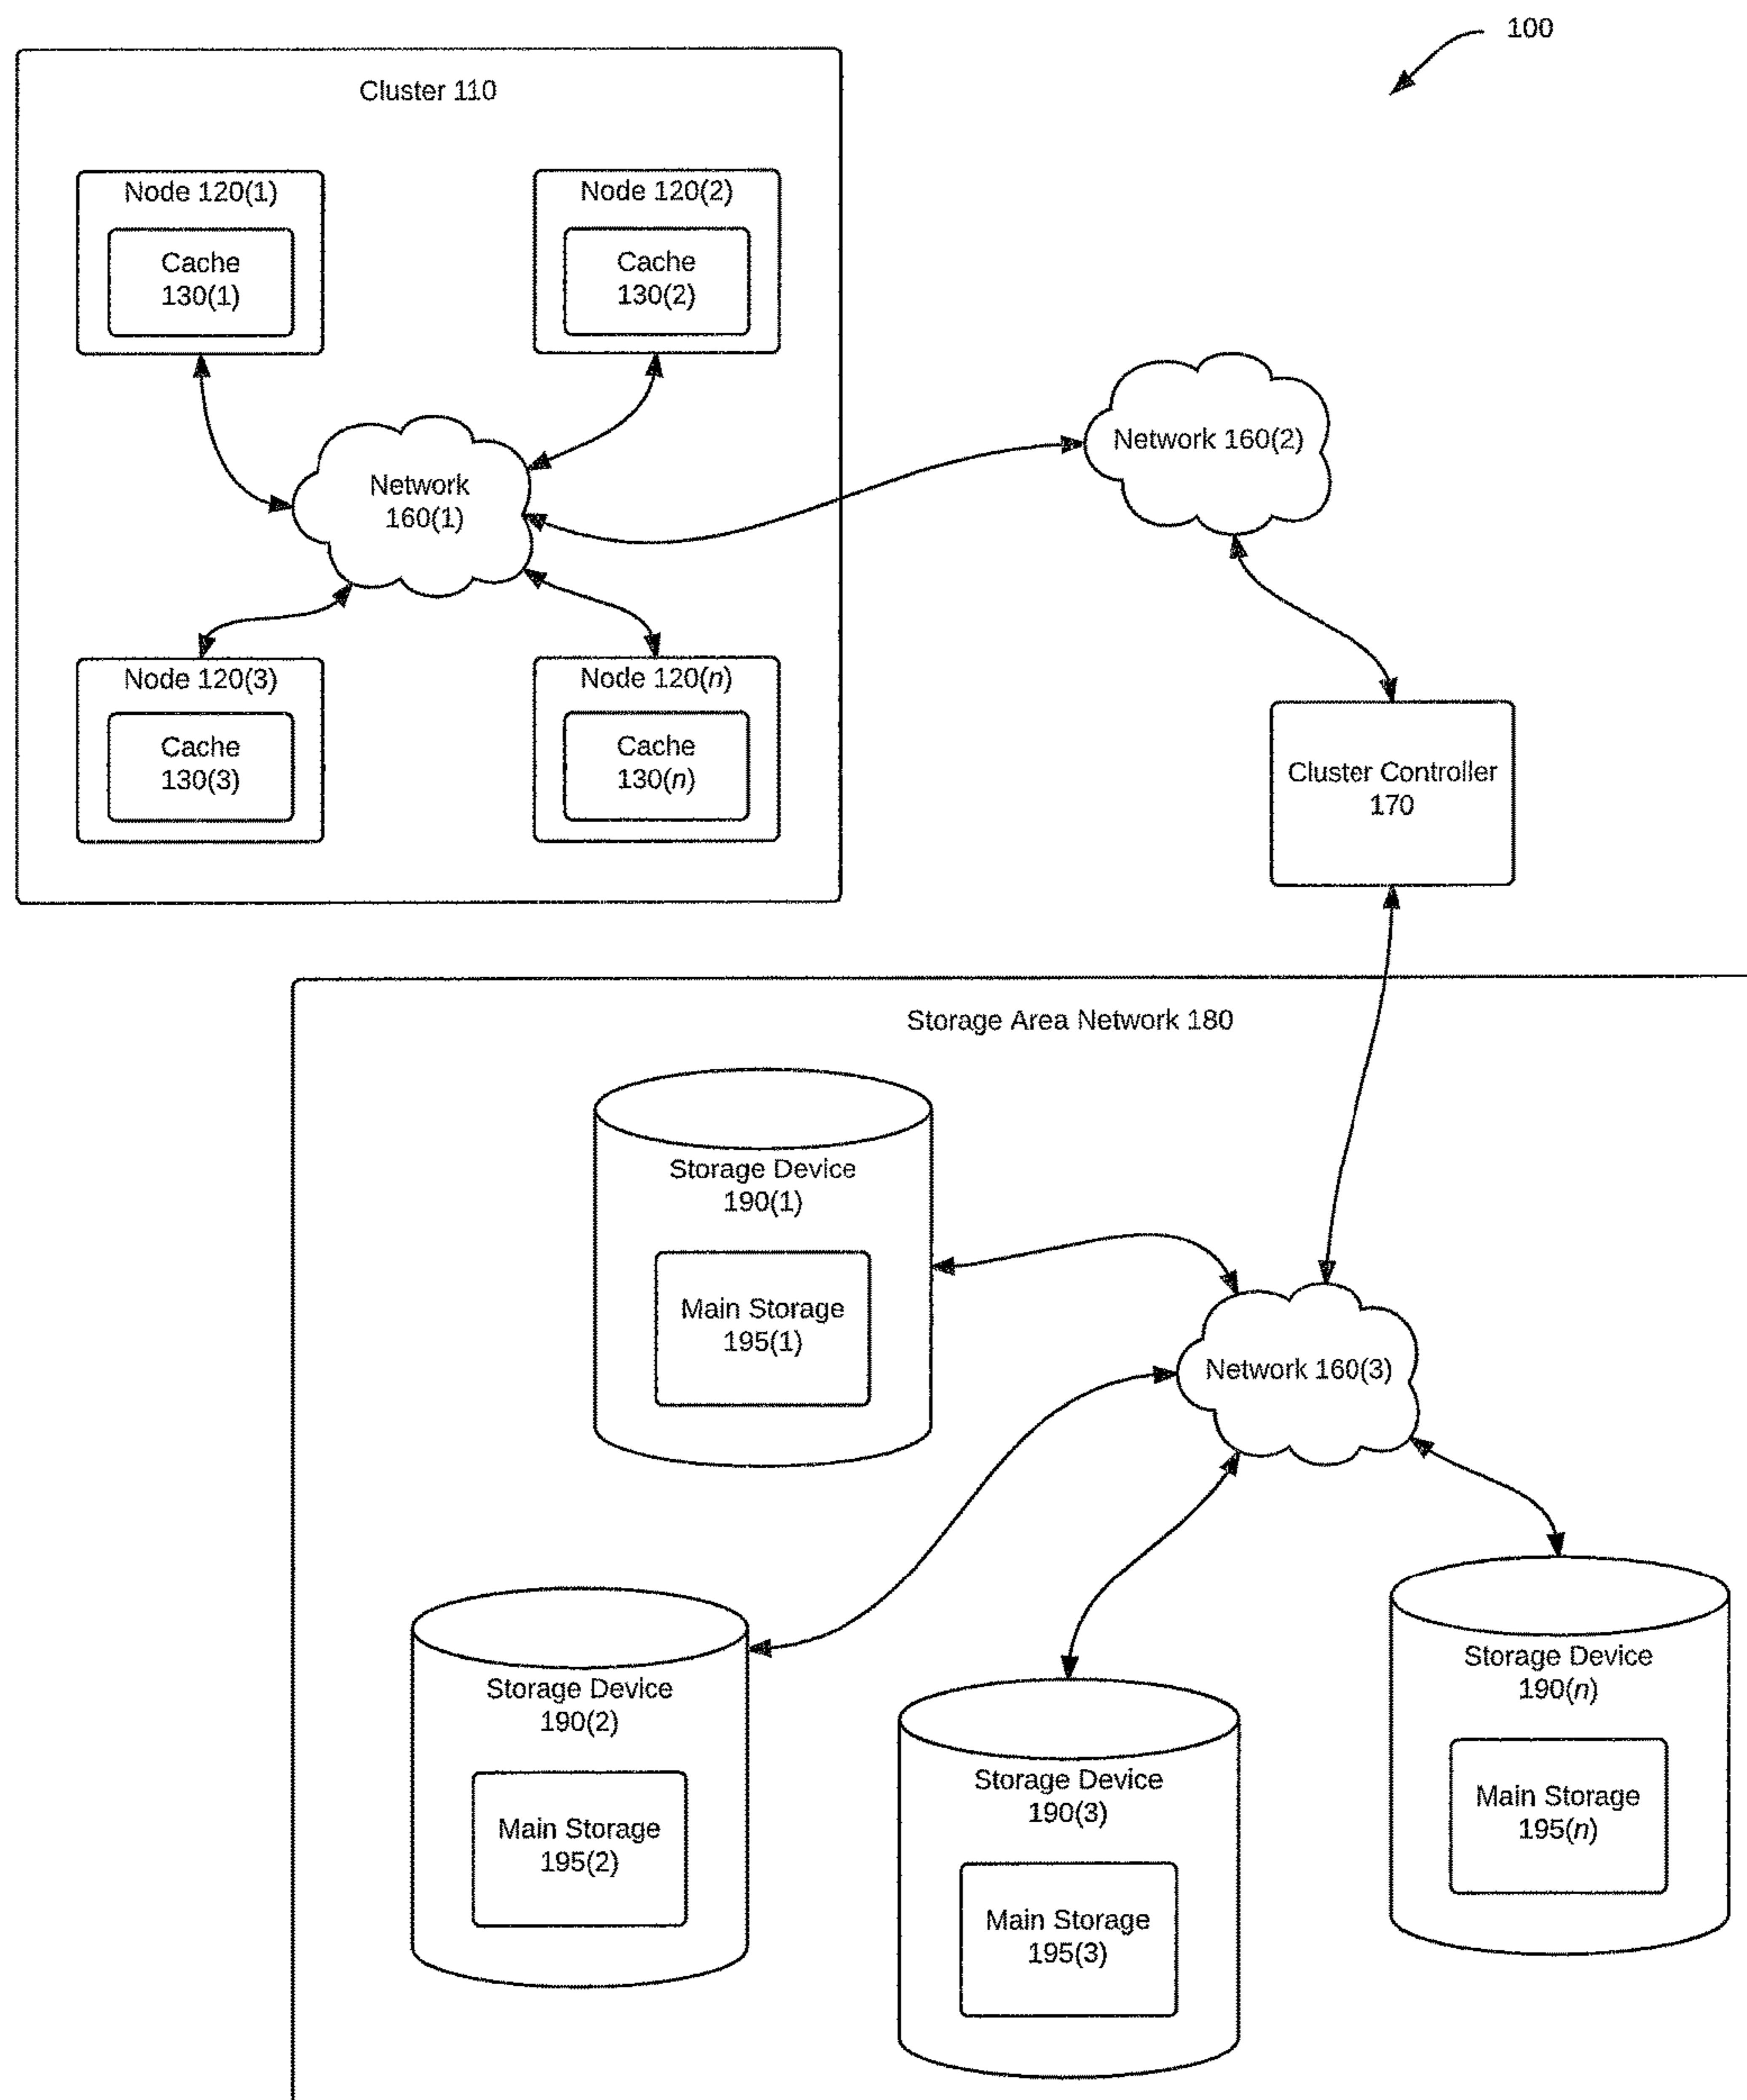 100
Cluster 110
Node 120(1)
Cache
130(1)
Node 120(2)
Cache
130(2)
Network
160(1)
Network 160(2)
Node 120(3)
Cache
130(3)
Node 120(n)
Cache
130(n)
Cluster Controller
170
Storage Area Network 180
Storage Device
190(1)
Main Storage
195(1)
Network 160(3)
Storage Device
190(2)
Main Storage
195(2)
Storage Device
190(3)
Main Storage
195(3)
Storage Device
190(n)
Main Storage
195(n)